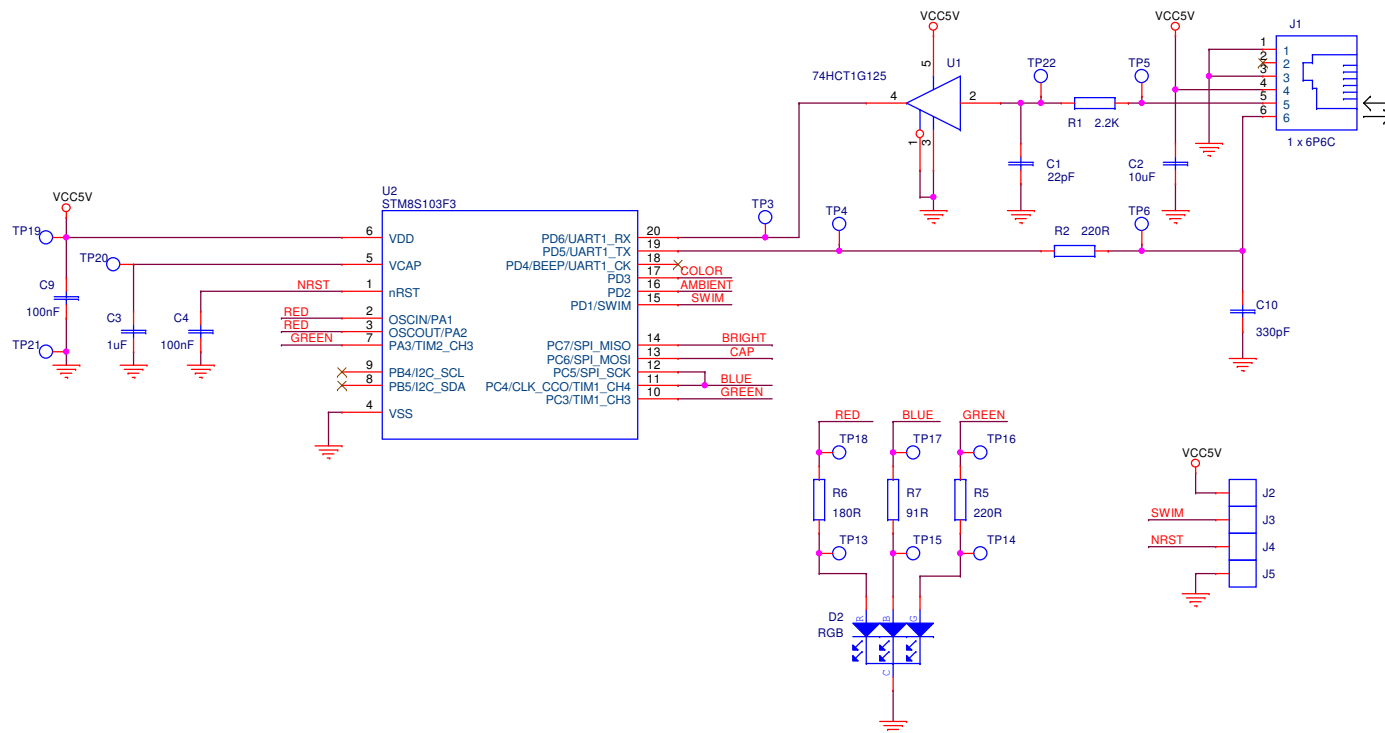 VCC5V
VCC5V
J1
U1
74HCT1G125
TP22
TP5
5
4
2
1
3
R1 2.2K
C1
22pF
C2
10uF
1
2
3
4
5
6
1
2
3
4
5
6
1 x 6P6C
U2
STM8S103F3
VCC5V
TP19
TP20
TP21
C9
100nF
C3
1uF
C4
100nF
NRST
RED
RED
GREEN
6 VDD
5 VCAP
1 nRST
2 OSCIN/PA1
3 OSCOUT/PA2
7 PA3/TIM2_CH3
9 PB4/I2C_SCL
8 PB5/I2C_SDA
4 VSS
PD6/UART1_RX 20
PD5/UART1_TX 19
PD4/BEEP/UART1_CK 18
PD3 17 COLOR
PD2 16 AMBIENT
PD1/SWIM 15 SWIM
PC7/SPI_MISO 14 BRIGHT
PC6/SPI_MOSI 13 CAP
PC5/SPI_SCK 12
PC4/CLK_CCO/TIM1_CH4 11 BLUE
PC3/TIM1_CH3 10 GREEN
TP3
TP4
TP6
R2 220R
C10
330pF
RED BLUE GREEN
TP18 TP17 TP16
R6
180R
R7
91R
R5
220R
TP13 TP15 TP14
D2
RGB
R B G
C
VCC5V
J2
SWIM J3
NRST J4
J5